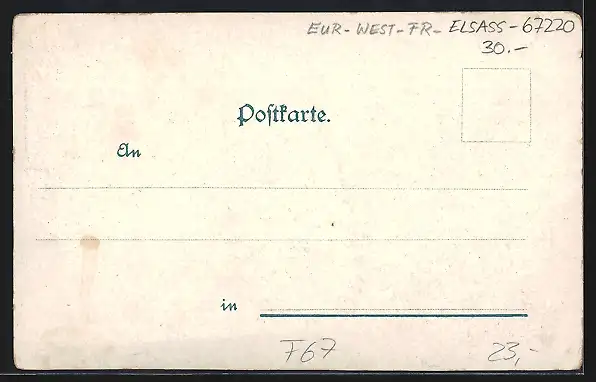 EUR-WEST-FR-ELSASS-67220
30.-
Poſtkarte.
An
in
F67
23,-